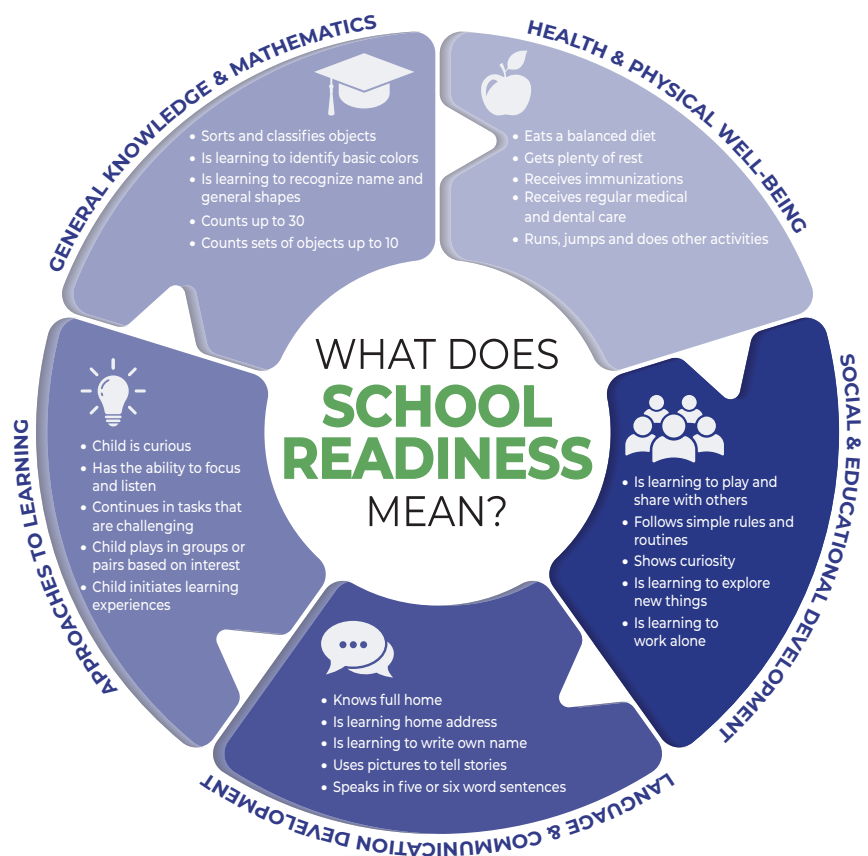 WHAT DOES
SCHOOL
READINESS
MEAN?
GENERAL KNOWLEDGE & MATHEMATICS
• Sorts and classifies objects
• Is learning to identify basic colors
• Is learning to recognize name and
general shapes
• Counts up to 30
• Counts sets of objects up to 10
HEALTH & PHYSICAL WELL-BEING
• Eats a balanced diet
• Gets plenty of rest
• Receives immunizations
• Receives regular medical
and dental care
• Runs, jumps and does other activities
SOCIAL & EDUCATIONAL DEVELOPMENT
• Is learning to play and
share with others
• Follows simple rules and
routines
• Shows curiosity
• Is learning to explore
new things
• Is learning to
work alone
LANGUAGE & COMMUNICATION DEVELOPMENT
• Knows full home
• Is learning home address
• Is learning to write own name
• Uses pictures to tell stories
• Speaks in five or six word sentences
APPROACHES TO LEARNING
• Child is curious
• Has the ability to focus
and listen
• Continues in tasks that
are challenging
• Child plays in groups or
pairs based on interest
• Child initiates learning
experiences